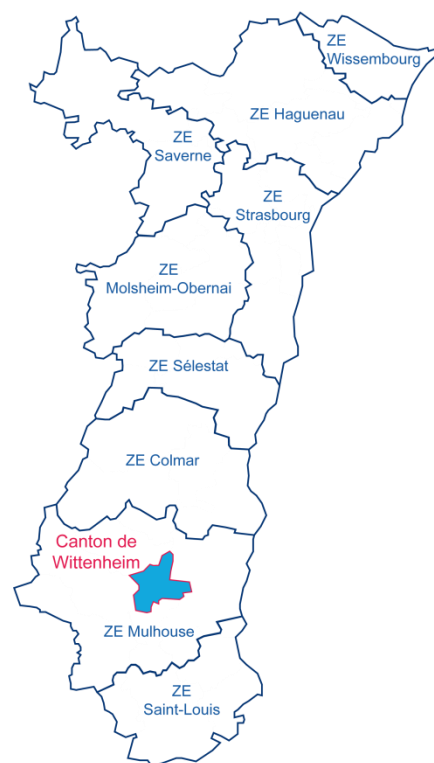 ZE
Wissembourg
ZE Haguenau
ZE
Saverne
ZE
Strasbourg
ZE
Molsheim-Obernai
ZE Sélestat
ZE Colmar
Canton de
Wittenheim
ZE Mulhouse
ZE
Saint-Louis